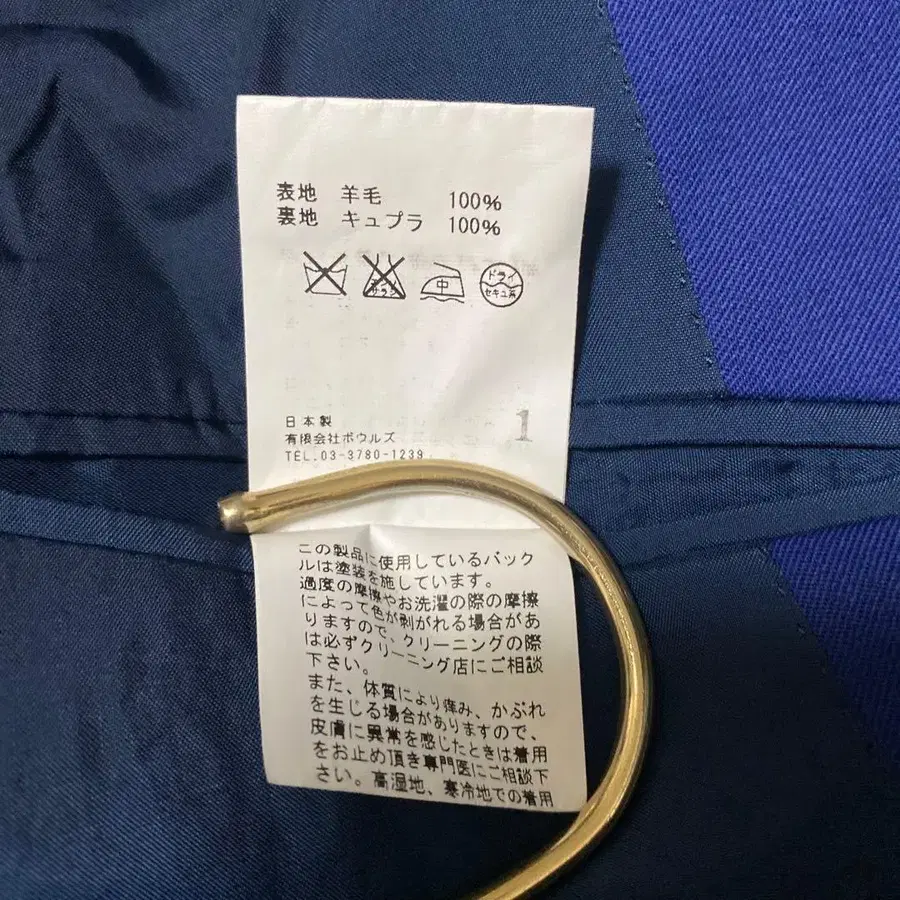 表地 羊毛 100%
裏地 キュプラ 100%
中
ドライ
セキユ系
日本製
有限会社ボウルズ
TEL.03-3780-1239
1
この製品に使用しているバック
ルは塗装を施しています。
過度の摩擦やお洗濯の際の摩擦
によって色が剥がれる場合があ
りますので、クリーニングの際
は必ずクリーニング店にご相談
下さい。
また、体質により痒み、かぶれ
を生じる場合がありますので、
皮膚に異常を感じたときは着用
をお止め頂き専門医にご相談下
さい。高湿地、寒冷地での着用